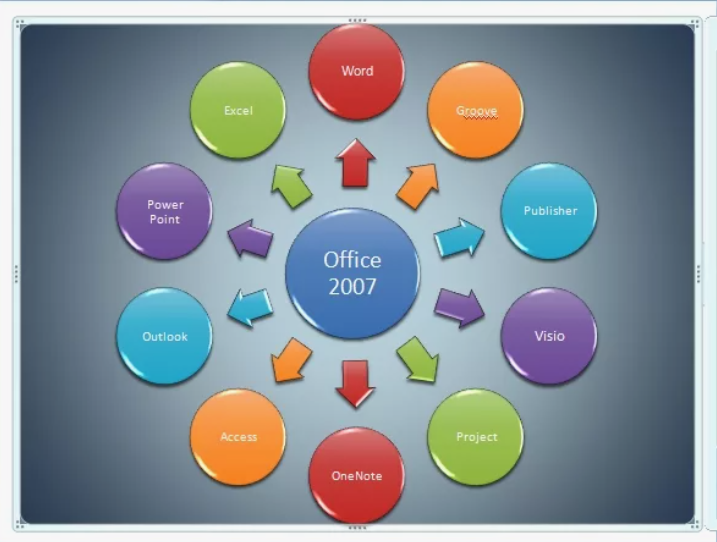 Word
Groove
Excel
Power
Point
Publisher
Office
2007
Outlook
Visio
Access
Project
OneNote